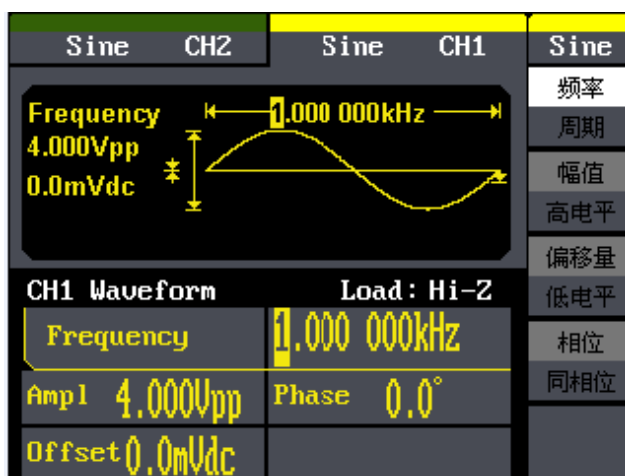 Sine CH2
Sine CH1
Sine
Frequency
1.000 000kHz
4.000Vpp
0.0mVdc
频率
周期
幅值
高电平
偏移量
低电平
相位
同相位
CH1 Waveform
Load: Hi-Z
Frequency
1.000 000kHz
Ampl 4.000Vpp
Phase 0.0°
Offset 0.0mVdc